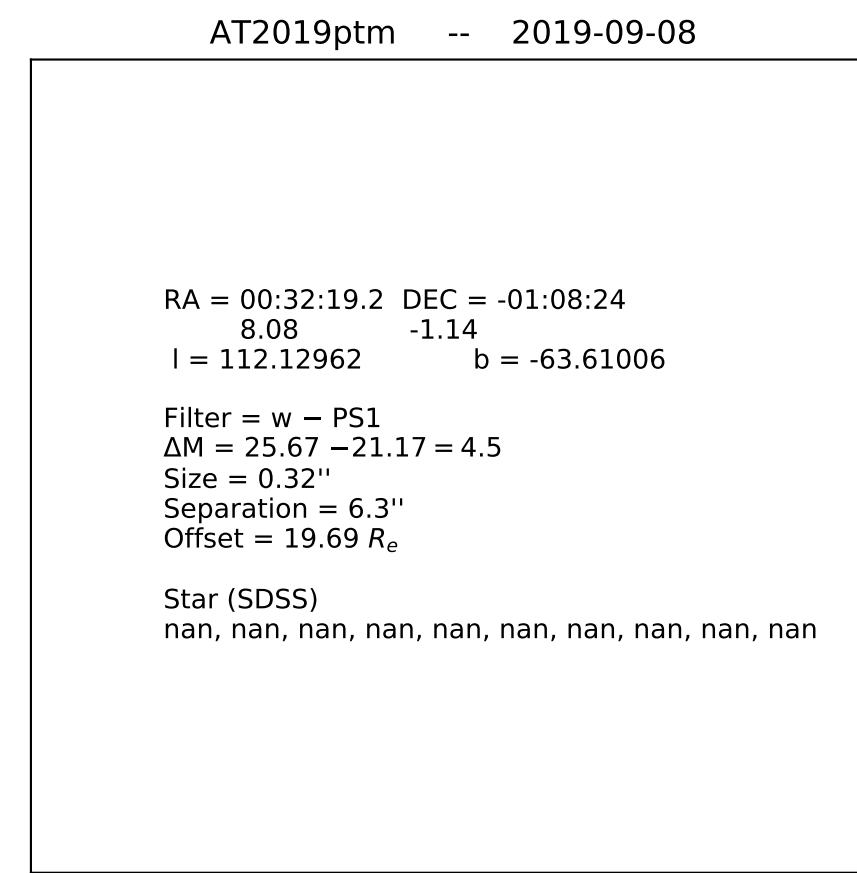 AT2019ptm -- 2019-09-08
RA = 00:32:19.2 DEC = -01:08:24
8.08 -1.14
l = 112.12962 b = -63.61006
Filter = w − PS1
ΔM = 25.67 −21.17 = 4.5
Size = 0.32''
Separation = 6.3''
Offset = 19.69 Re
Star (SDSS)
nan, nan, nan, nan, nan, nan, nan, nan, nan, nan